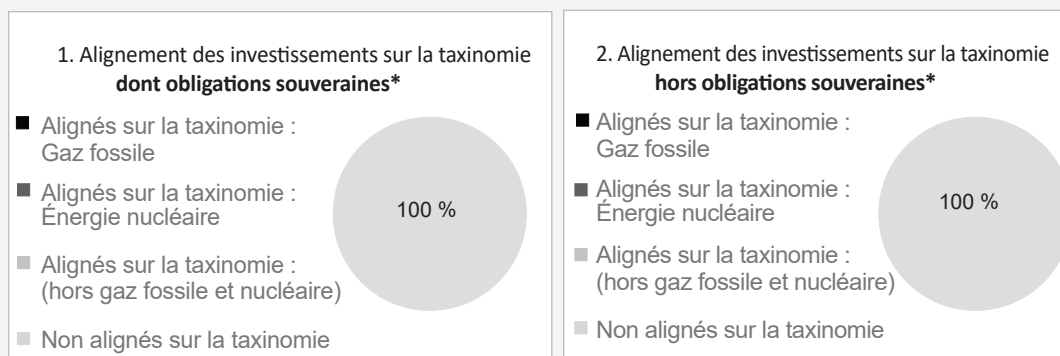 1. Alignement des investissements sur la taxinomie
dont obligations souveraines*
Alignés sur la taxinomie :
Gaz fossile
Alignés sur la taxinomie :
Énergie nucléaire
Alignés sur la taxinomie :
(hors gaz fossile et nucléaire)
Non alignés sur la taxinomie
100 %
2. Alignement des investissements sur la taxinomie
hors obligations souveraines*
Alignés sur la taxinomie :
Gaz fossile
Alignés sur la taxinomie :
Énergie nucléaire
Alignés sur la taxinomie :
(hors gaz fossile et nucléaire)
Non alignés sur la taxinomie
100 %